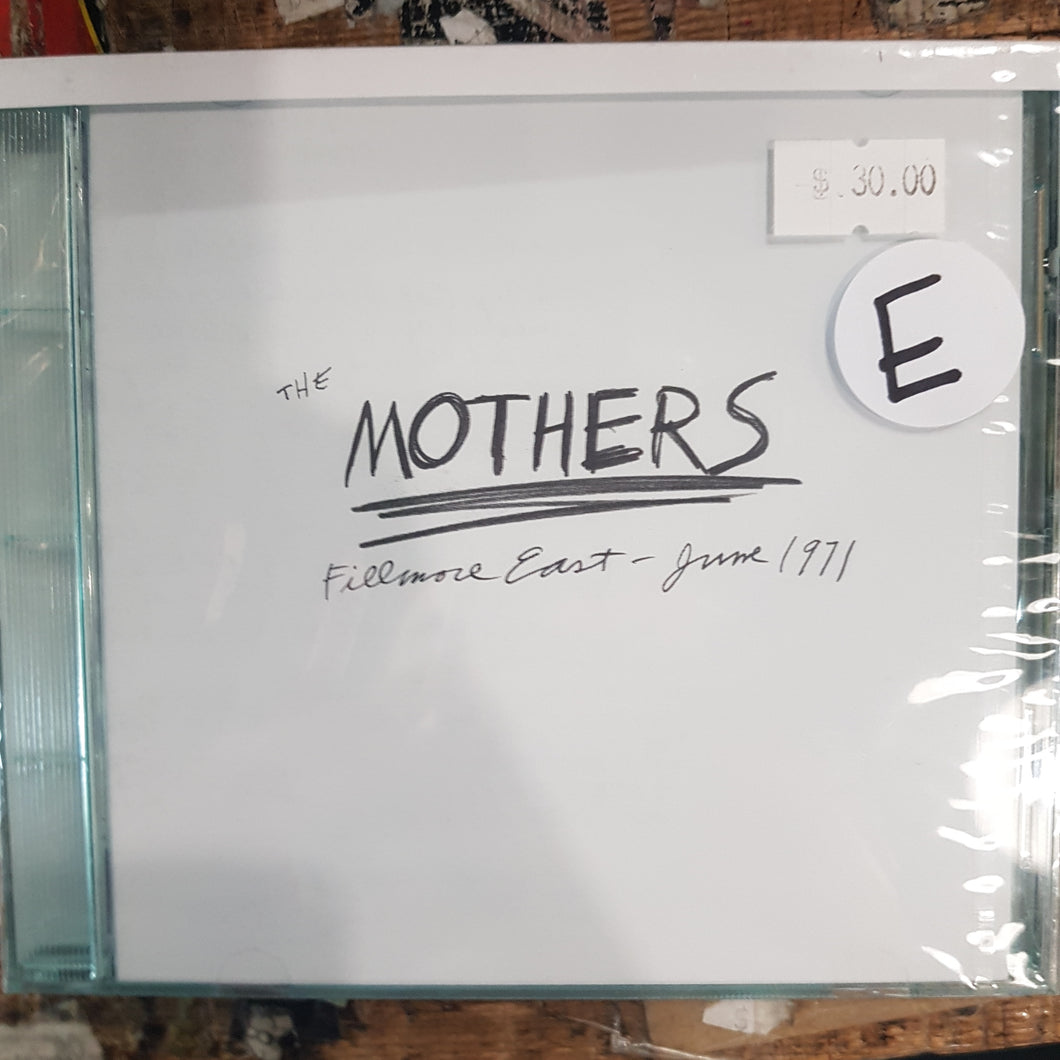 $.30.00
E
THE
MOTHERS
Fillmore East - June 1971